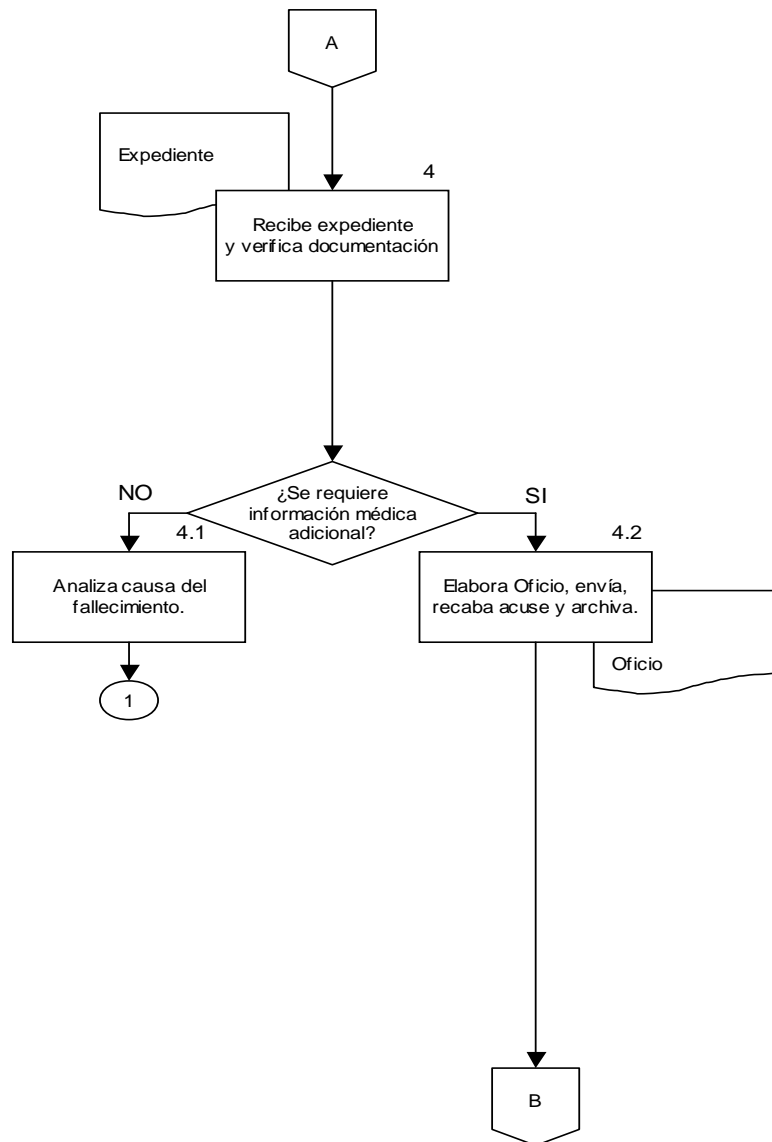 A
Expediente
4
Recibe expediente
y verifica documentación
¿Se requiere
información médica
adicional?
NO
SI
4.1
Analiza causa del
fallecimiento.
1
4.2
Elabora Oficio, envía,
recaba acuse y archiva.
Oficio
B